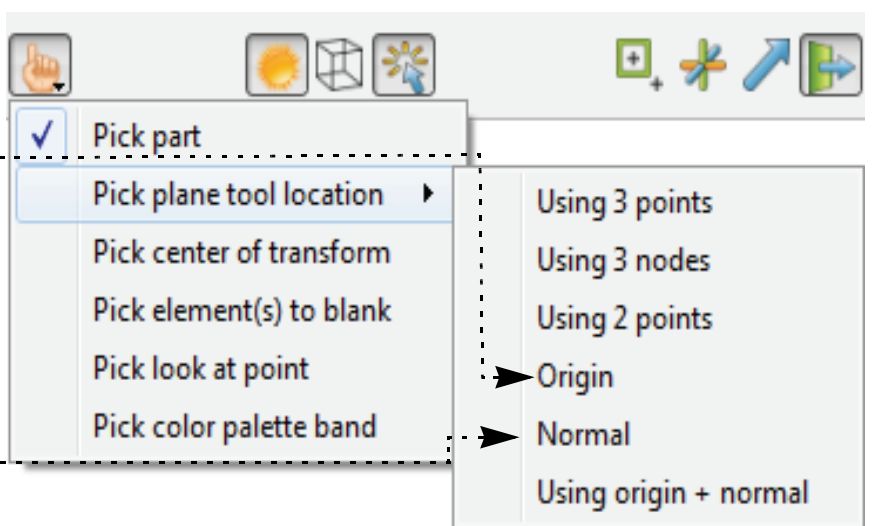 Pick part
Pick plane tool location
Pick center of transform
Pick element(s) to blank
Pick look at point
Pick color palette band
Using 3 points
Using 3 nodes
Using 2 points
Origin
Normal
Using origin + normal